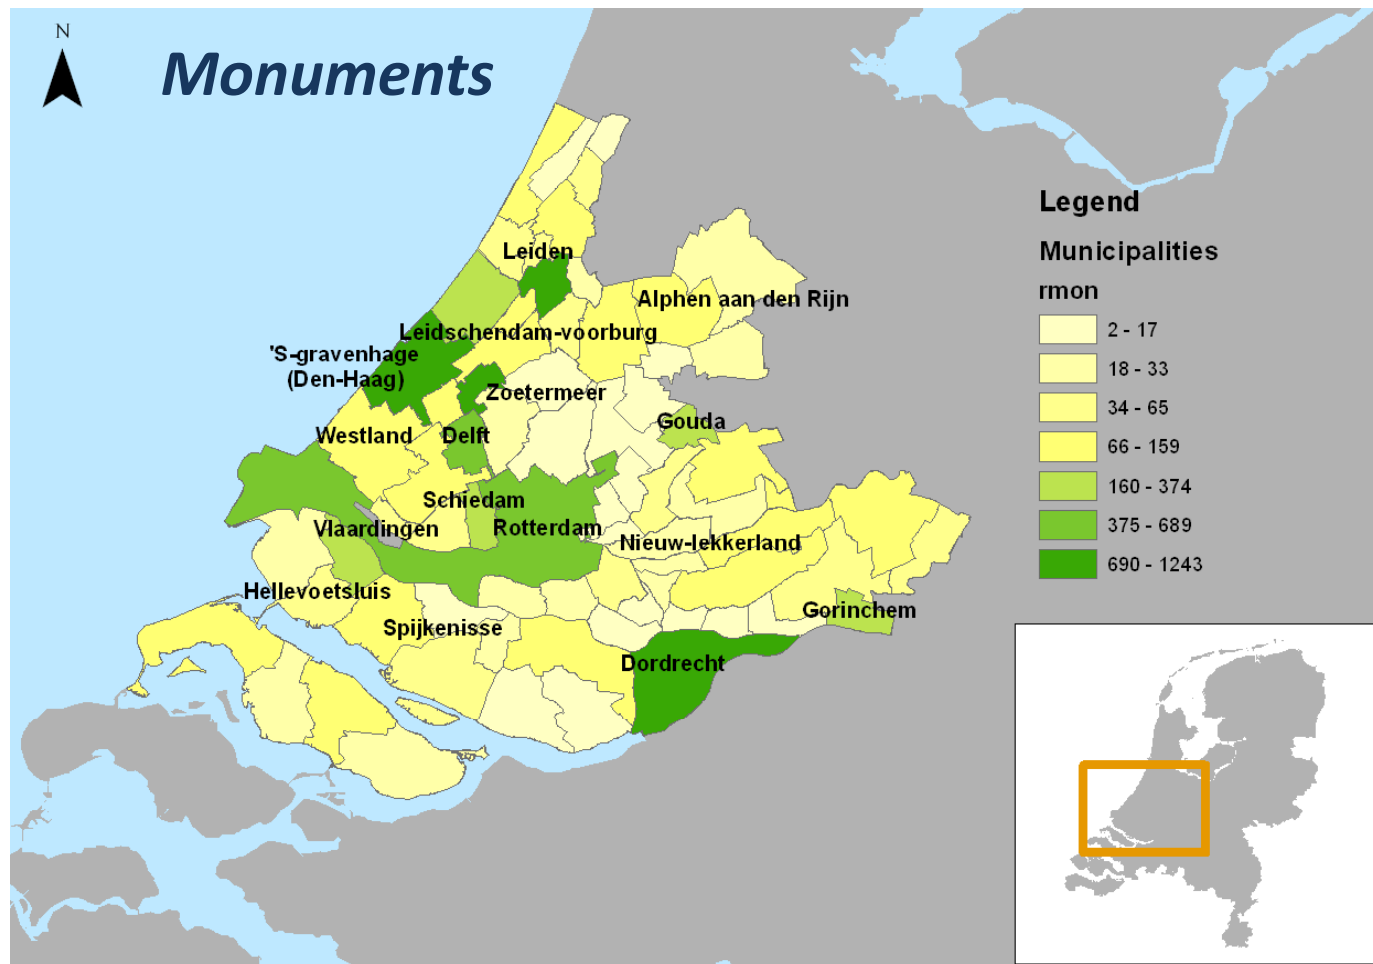 N
Monuments
Leiden
Alphen aan den Rijn
Leidschendam-voorburg
'S-gravenhage
(Den-Haag)
Zoetermeer
Gouda
Westland
Delft
Schiedam
Vlaardingen
Rotterdam
Nieuw-lekkerland
Hellevoetsluis
Gorinchem
Spijkenisse
Dordrecht
Legend
Municipalities
rmon
2 - 17
18 - 33
34 - 65
66 - 159
160 - 374
375 - 689
690 - 1243